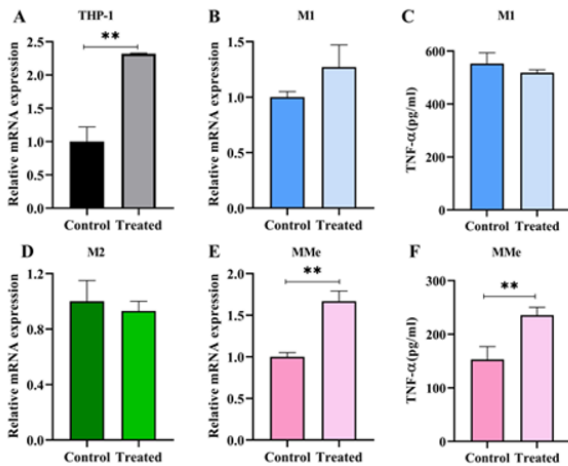 A THP-1
Relative mRNA expression
2.5
2.0
1.5
1.0
0.5
0.0
**
Control Treated
B M1
Relative mRNA expression
1.5
1.0
0.5
0.0
Control Treated
C M1
TNF-α(pg/ml)
600
400
200
0
Control Treated
D M2
Relative mRNA expression
1.2
0.8
0.4
0.0
Control Treated
E MMe
Relative mRNA expression
2.0
1.5
1.0
0.5
0.0
**
Control Treated
F MMe
TNF-α(pg/ml)
300
200
100
0
**
Control Treated